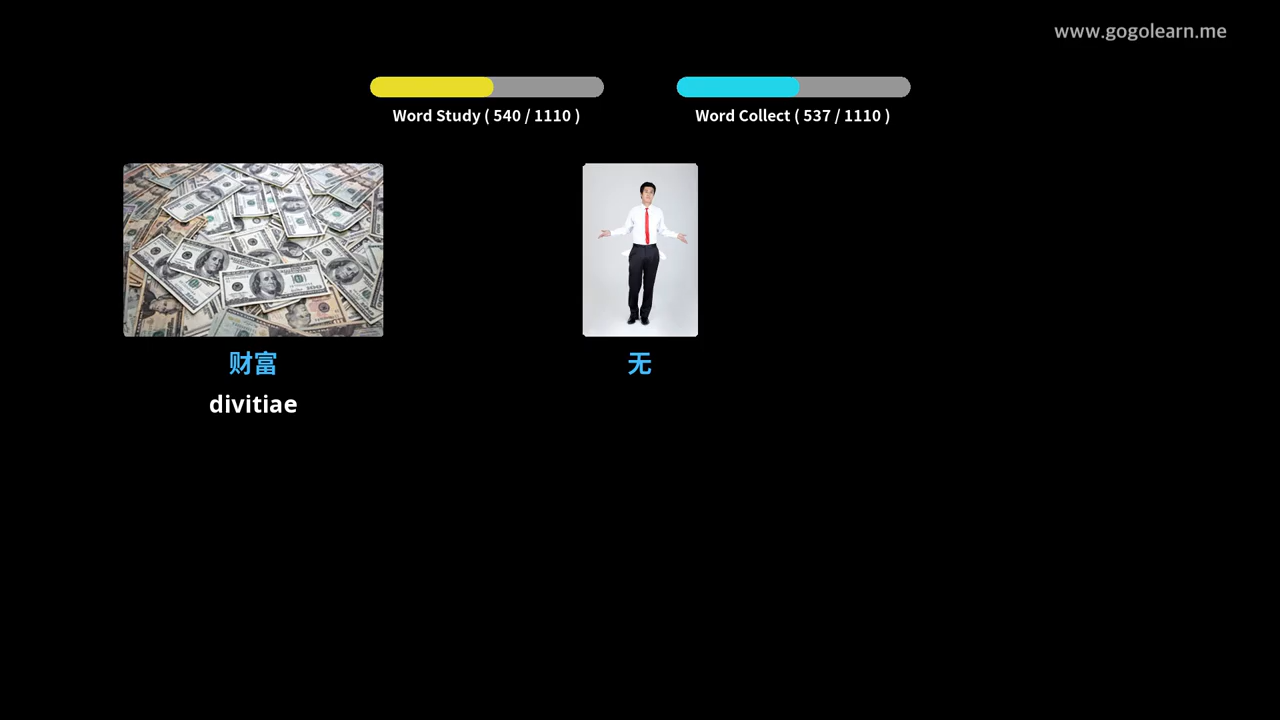 www.gogolearn.me
Word Study ( 540 / 1110 )
Word Collect ( 537 / 1110 )
财富
无
divitiae